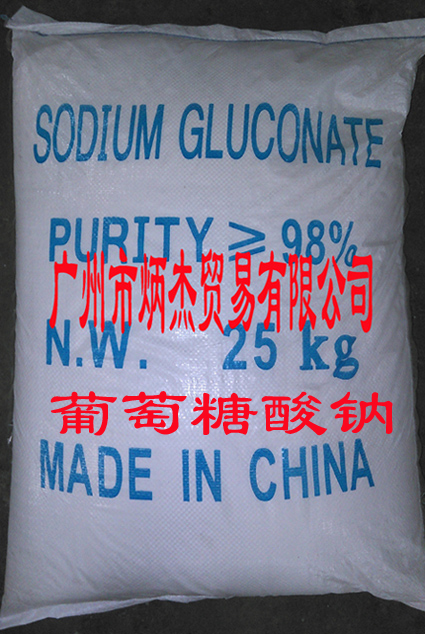 SODIUM GLUCONATE
PURITY ≥ 98%
广州市炳杰贸易有限公司
N.W. 25 kg
葡萄糖酸钠
MADE IN CHINA